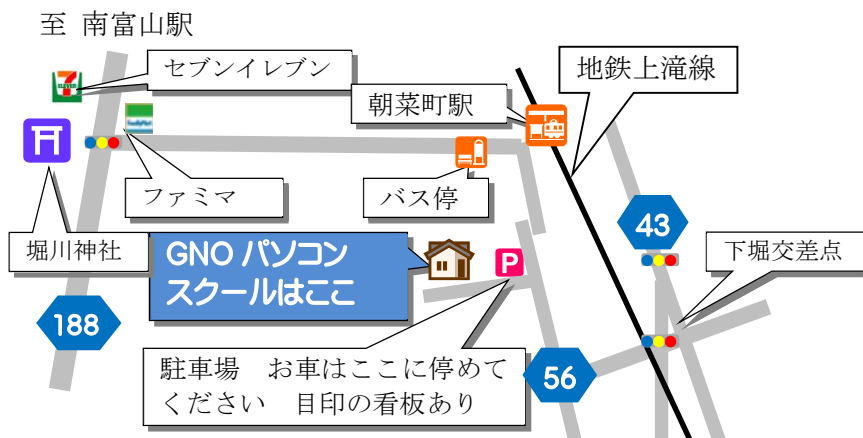 至 南富山駅
セブンイレブン
地鉄上滝線
7
ELEVEN
朝菜町駅
FamilyMart
ファミマ
バス停
43
堀川神社
GNO パソコン
スクールはここ
P
下堀交差点
188
駐車場 お車はここに停めて
ください 目印の看板あり
56